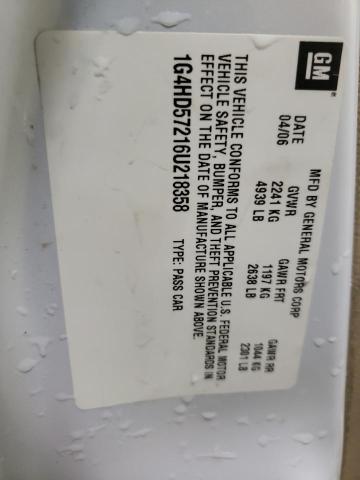 GM
MFD BY GENERAL MOTORS CORP
DATE GVWR GAWR FRT GAWR RR
04/06 2241 KG 1197 KG 1044 KG
4939 LB 2638 LB 2301 LB
THIS VEHICLE CONFORMS TO ALL APPLICABLE U.S. FEDERAL MOTOR
VEHICLE SAFETY, BUMPER, AND THEFT PREVENTION STANDARDS IN
EFFECT ON THE DATE OF MANUFACTURE SHOWN ABOVE.
1G4HD57216U218358 TYPE: PASS CAR